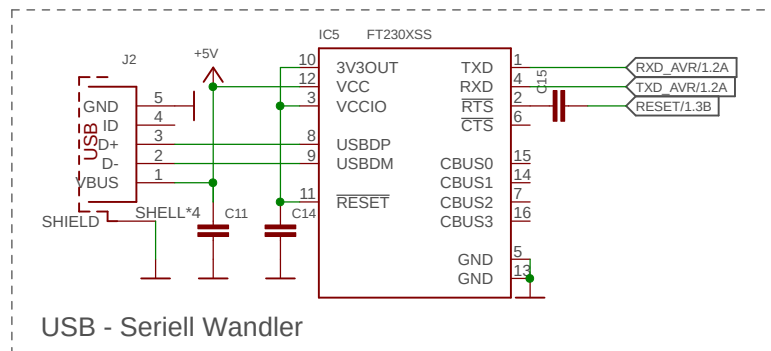 IC5 FT230XSS
J2
+5V
10 3V3OUT TXD 1 RXD_AVR/1.2A
12 VCC RXD 4 TXD_AVR/1.2A
3 VCCIO RTS 2 C15 RESET/1.3B
CTS 6
GND 5
ID 4
D+ 3 8 USBDP
D- 2 9 USBDM CBUS0 15
VBUS 1 CBUS1 14
USB
11 RESET CBUS2 7
SHIELD SHELL*4 C11 C14 CBUS3 16
GND 5
GND 13
USB - Seriell Wandler